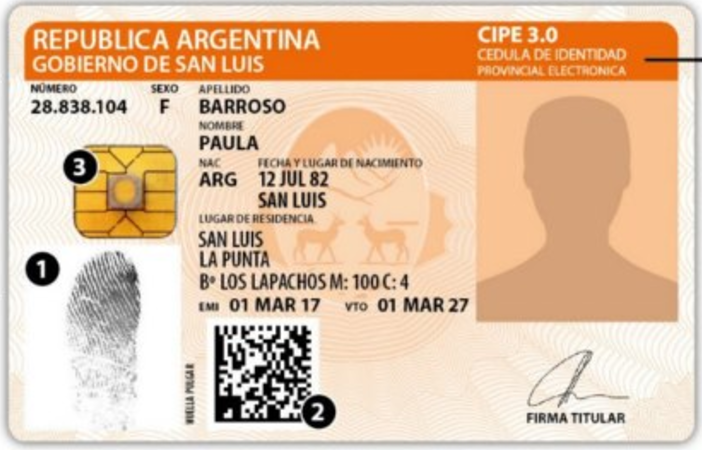 REPUBLICA ARGENTINA
GOBIERNO DE SAN LUIS
CIPE 3.0
CEDULA DE IDENTIDAD
PROVINCIAL ELECTRONICA
NÚMERO SEXO APELLIDO
28.838.104 F BARROSO
NOMBRE
PAULA
NAC FECHA Y LUGAR DE NACIMIENTO
ARG 12 JUL 82
SAN LUIS
LUGAR DE RESIDENCIA
SAN LUIS
LA PUNTA
Bº LOS LAPACHOS M: 100 C: 4
EMI 01 MAR 17 VTO 01 MAR 27
3
1
HUELLA PULGAR
2
FIRMA TITULAR